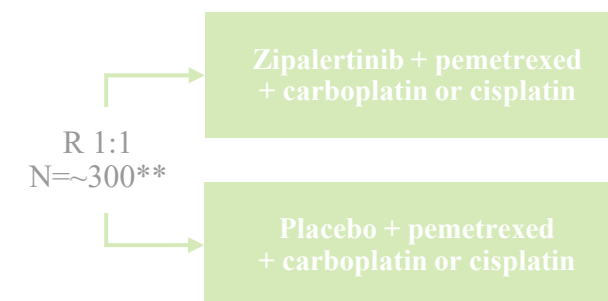 Zipalertinib + pemetrexed
+ carboplatin or cisplatin
R 1:1
N=~300**
Placebo + pemetrexed
+ carboplatin or cisplatin